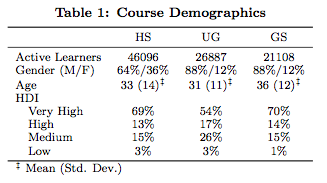 Table 1: Course Demographics
HS UG GS
Active Learners 46096 26887 21108
Gender (M/F) 64%/36% 88%/12% 88%/12%
Age 33 (14)‡ 31 (11)‡ 36 (12)‡
HDI
Very High 69% 54% 70%
High 13% 17% 14%
Medium 15% 26% 15%
Low 3% 3% 1%
‡ Mean (Std. Dev.)